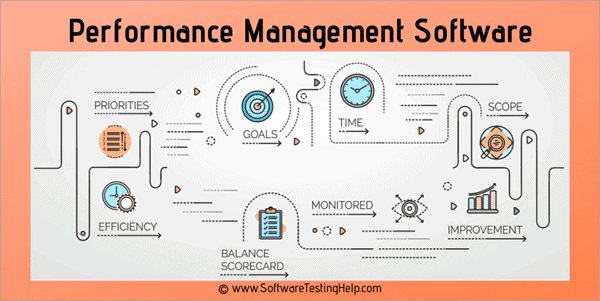 Performance Management Software
PRIORITIES
GOALS
TIME
SCOPE
EFFICIENCY
BALANCE
SCORECARD
MONITORED
IMPROVEMENT
© www.SoftwareTestingHelp.com